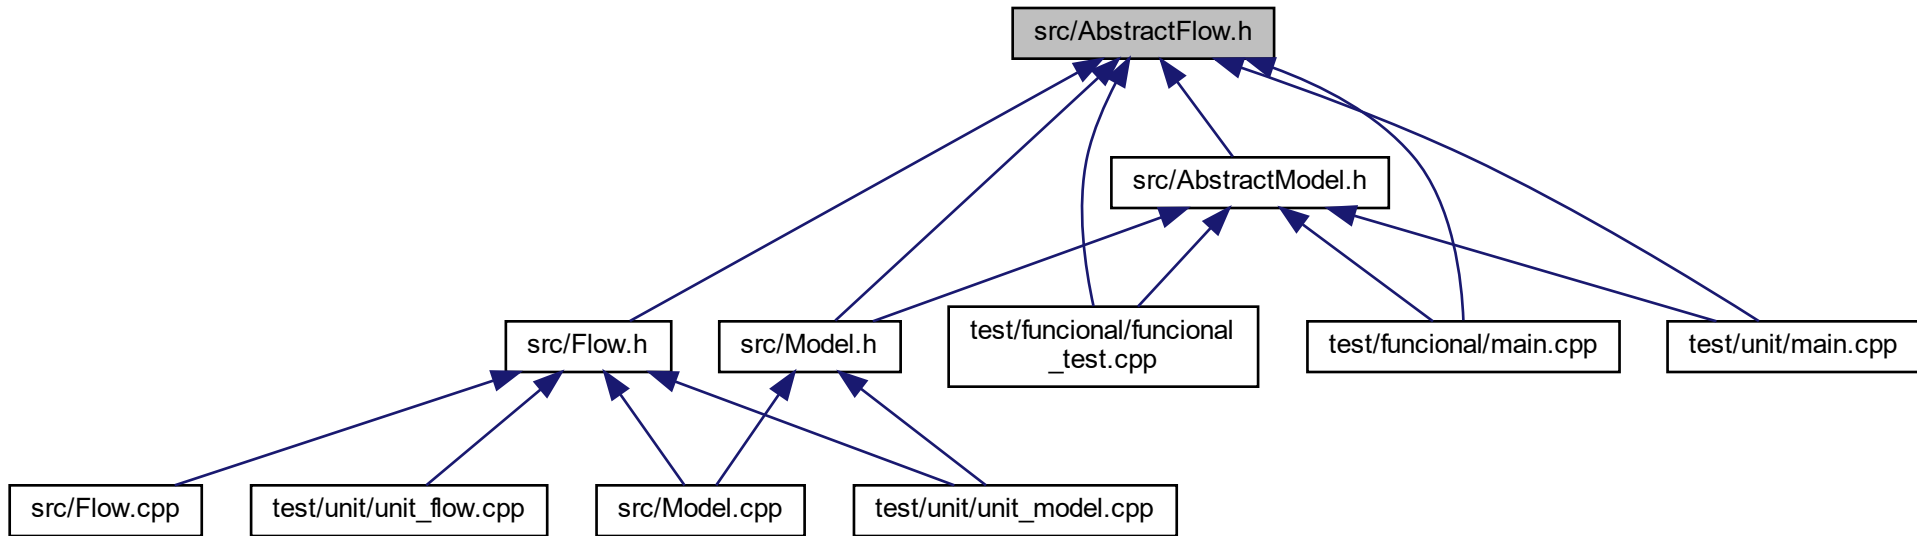 src/AbstractFlow.h
src/AbstractModel.h
src/Flow.h
src/Model.h
test/funcional/funcional
_test.cpp
test/funcional/main.cpp
test/unit/main.cpp
src/Flow.cpp
test/unit/unit_flow.cpp
src/Model.cpp
test/unit/unit_model.cpp